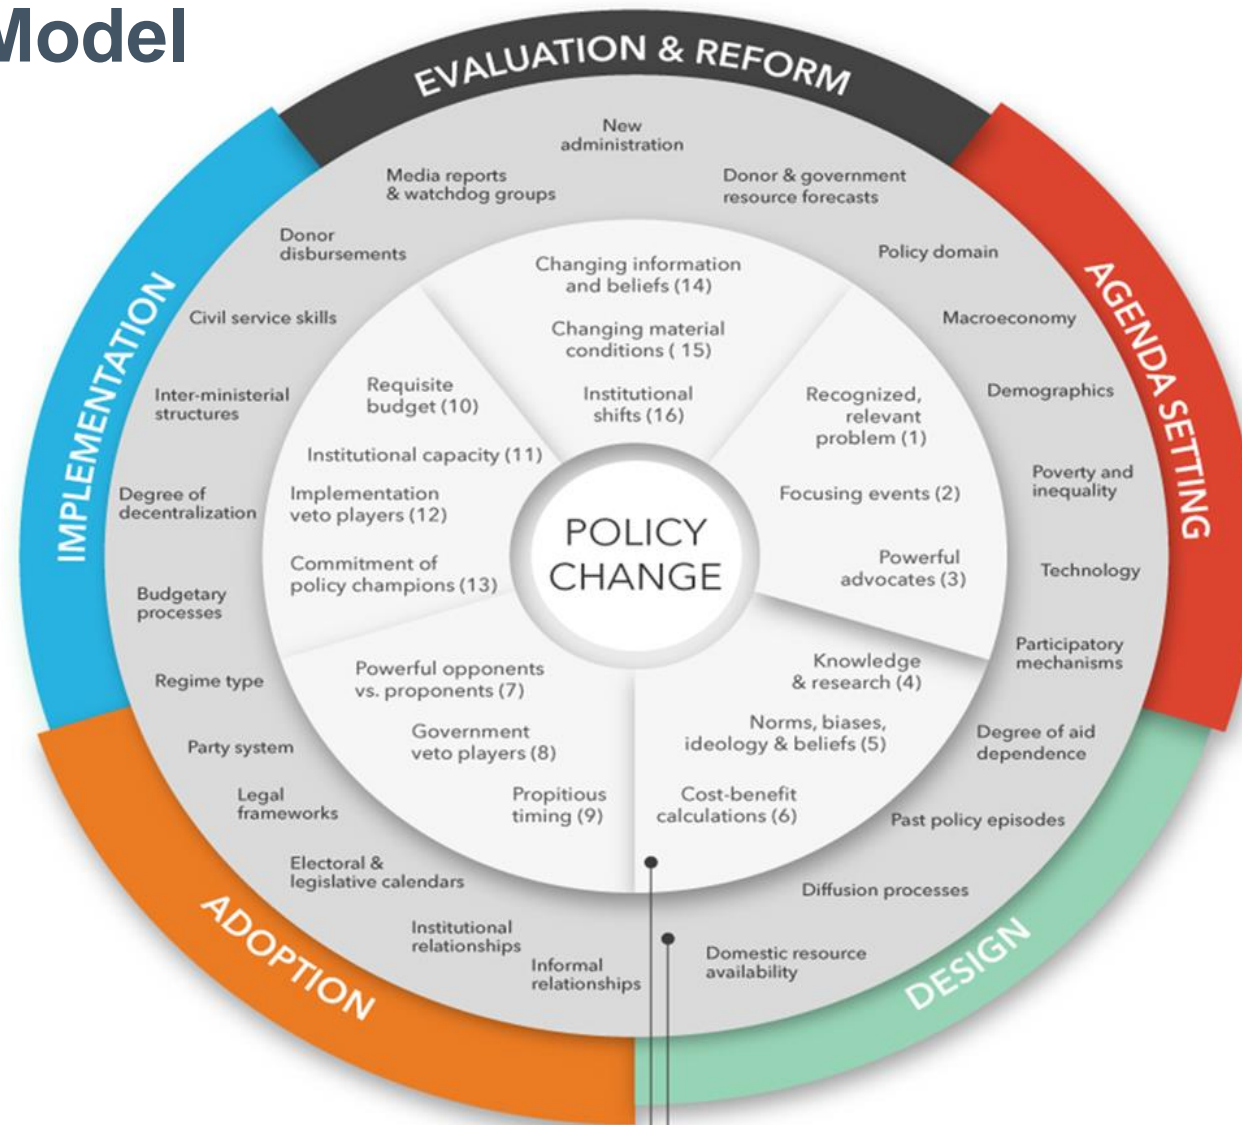 Model
EVALUATION & REFORM
AGENDA SETTING
DESIGN
ADOPTION
IMPLEMENTATION
New
administration
Donor & government
resource forecasts
Policy domain
Macroeconomy
Demographics
Poverty and
inequality
Technology
Participatory
mechanisms
Degree of aid
dependence
Past policy episodes
Diffusion processes
Domestic resource
availability
Informal
relationships
Institutional
relationships
Electoral &
legislative calendars
Legal
frameworks
Party system
Regime type
Budgetary
processes
Degree of
decentralization
Inter-ministerial
structures
Civil service skills
Donor
disbursements
Media reports
& watchdog groups
Changing information
and beliefs (14)
Changing material
conditions ( 15)
Institutional
shifts (16)
Recognized,
relevant
problem (1)
Focusing events (2)
Powerful
advocates (3)
Knowledge
& research (4)
Norms, biases,
ideology & beliefs (5)
Cost-benefit
calculations (6)
Powerful opponents
vs. proponents (7)
Government
veto players (8)
Propitious
timing (9)
Requisite
budget (10)
Institutional capacity (11)
Implementation
veto players (12)
Commitment of
policy champions (13)
POLICY
CHANGE